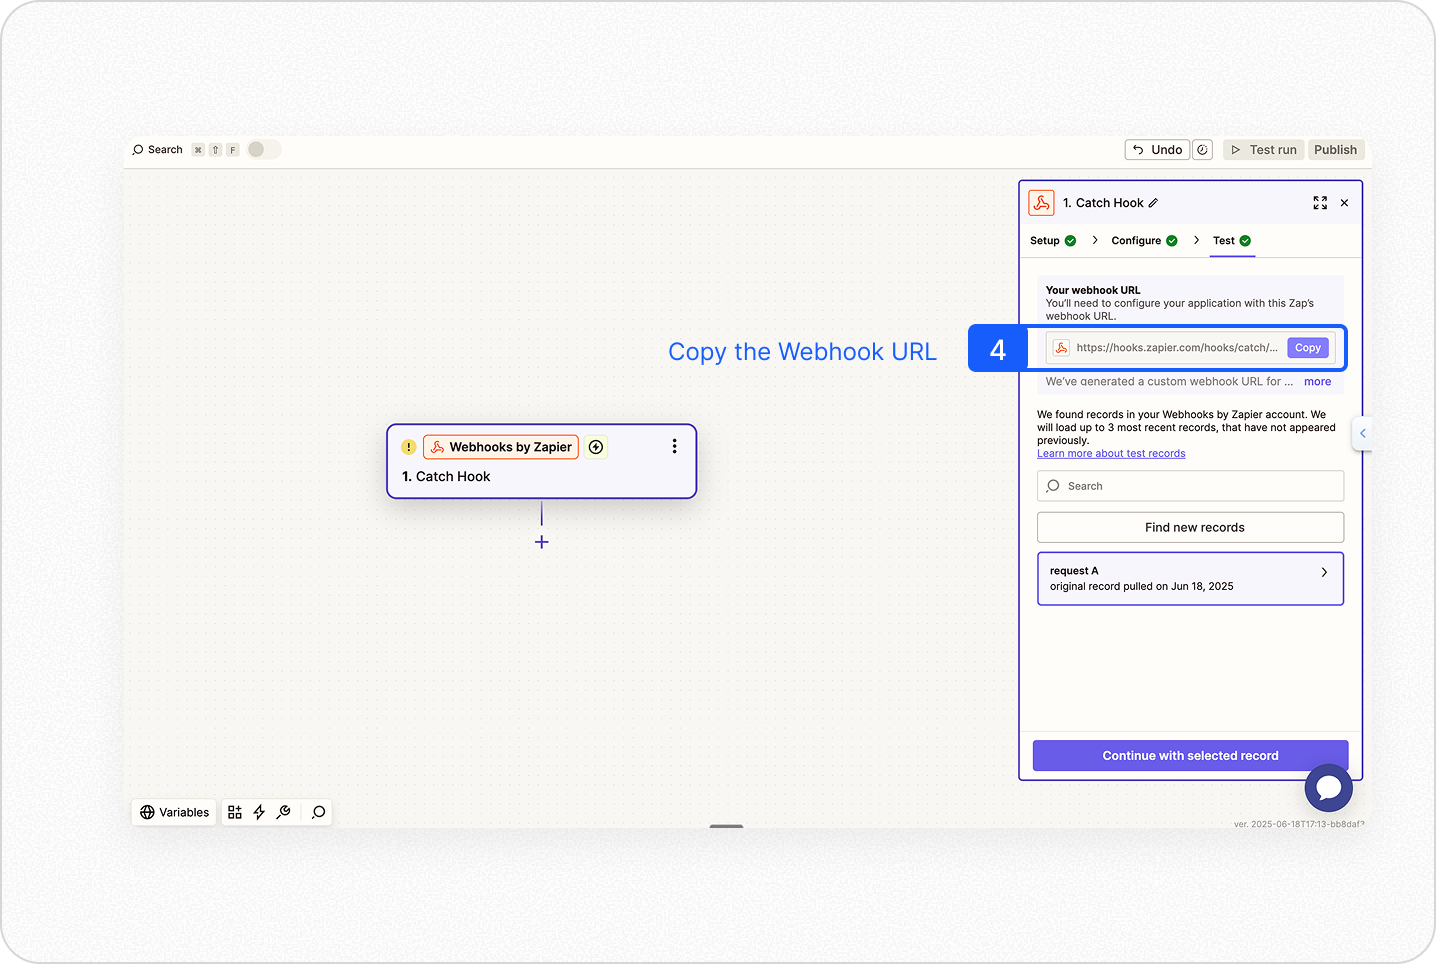 Search ⌘ ⇧ F
Undo
Test run
Publish
1. Catch Hook
Setup
Configure
Test
Your webhook URL
You'll need to configure your application with this Zap's
webhook URL.
Copy the Webhook URL
4
https://hooks.zapier.com/hooks/catch/...
Copy
We've generated a custom webhook URL for ... more
We found records in your Webhooks by Zapier account. We
will load up to 3 most recent records, that have not appeared
previously.
Learn more about test records
Search
Find new records
request A
original record pulled on Jun 18, 2025
Continue with selected record
! Webhooks by Zapier
1. Catch Hook
Variables
ver. 2025-06-18T17:13-bb8daf?